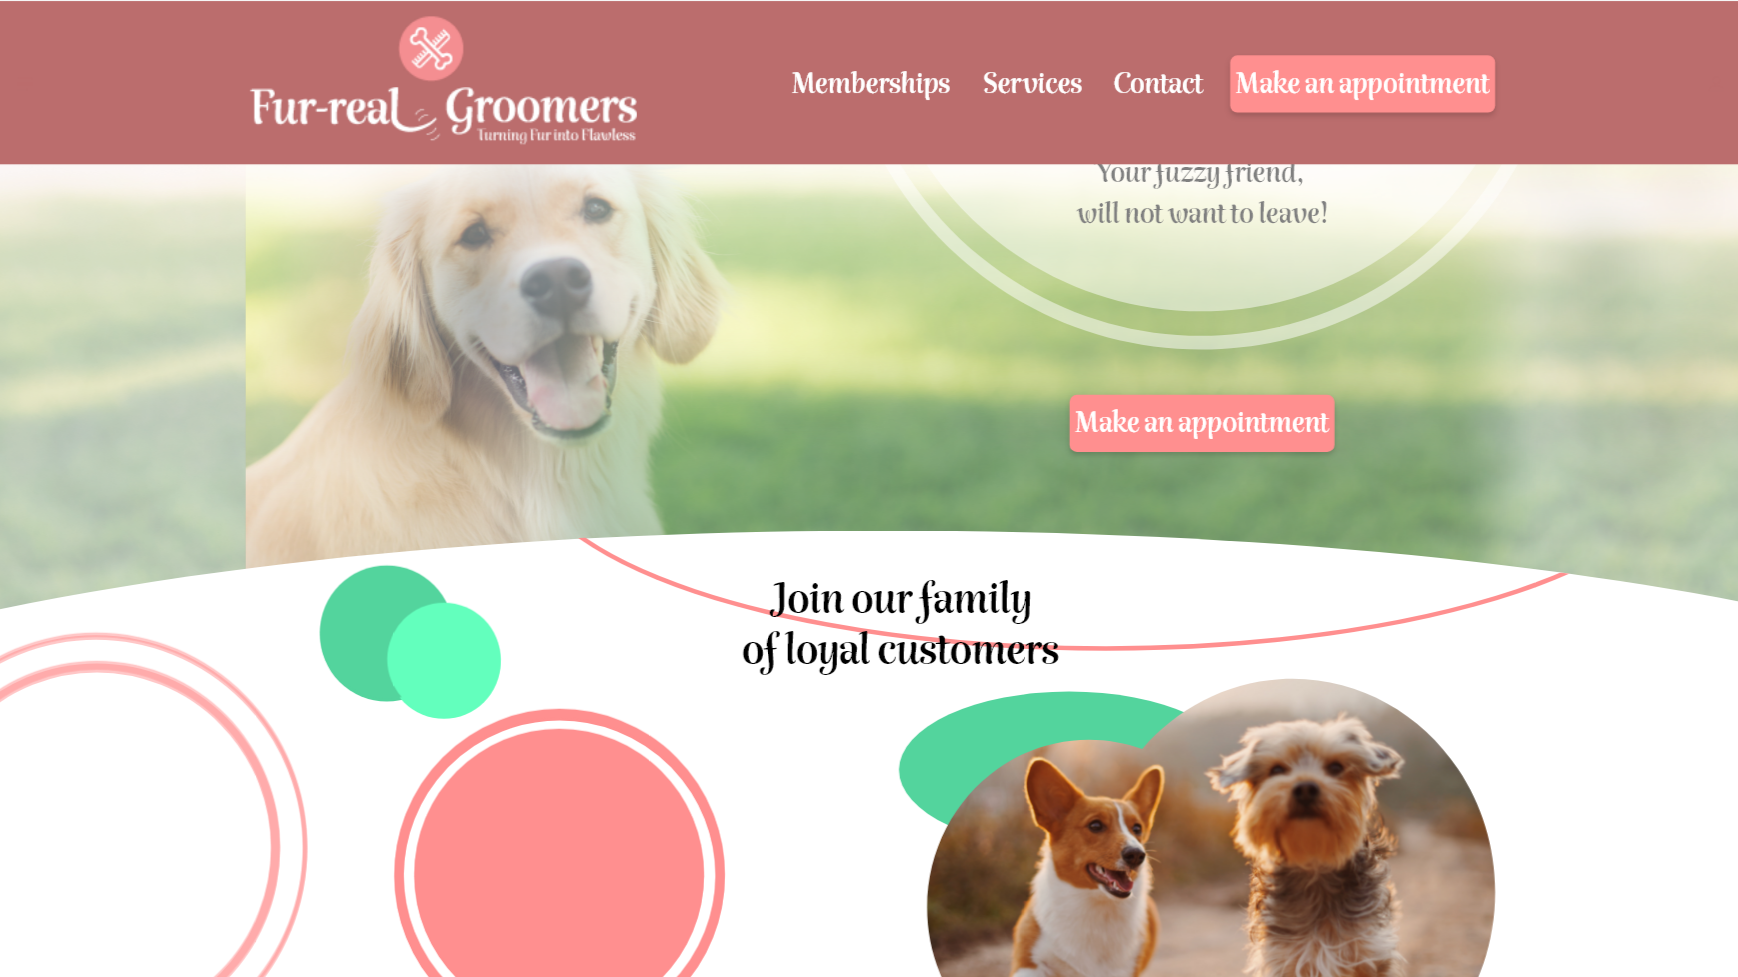 Fur-real Groomers
Turning Fur into Flawless
Memberships
Services
Contact
Make an appointment
Your fuzzy friend,
will not want to leave!
Make an appointment
Join our family
of loyal customers